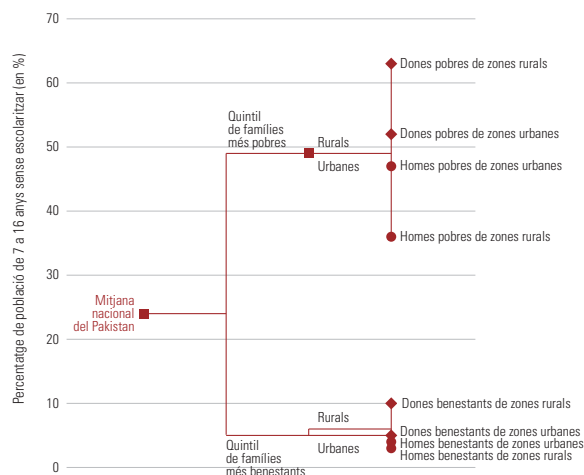 Percentatge de població de 7 a 16 anys sense escolaritzar (en %)
70
60
50
40
30
20
10
0
Mitjana
nacional
del Pakistan
Quintil
de famílies
més pobres
Rurals
Urbanes
Dones pobres de zones rurals
Dones pobres de zones urbanes
Homes pobres de zones urbanes
Homes pobres de zones rurals
Quintil
de famílies
més benestants
Rurals
Urbanes
Dones benestants de zones rurals
Dones benestants de zones urbanes
Homes benestants de zones urbanes
Homes benestants de zones rurals